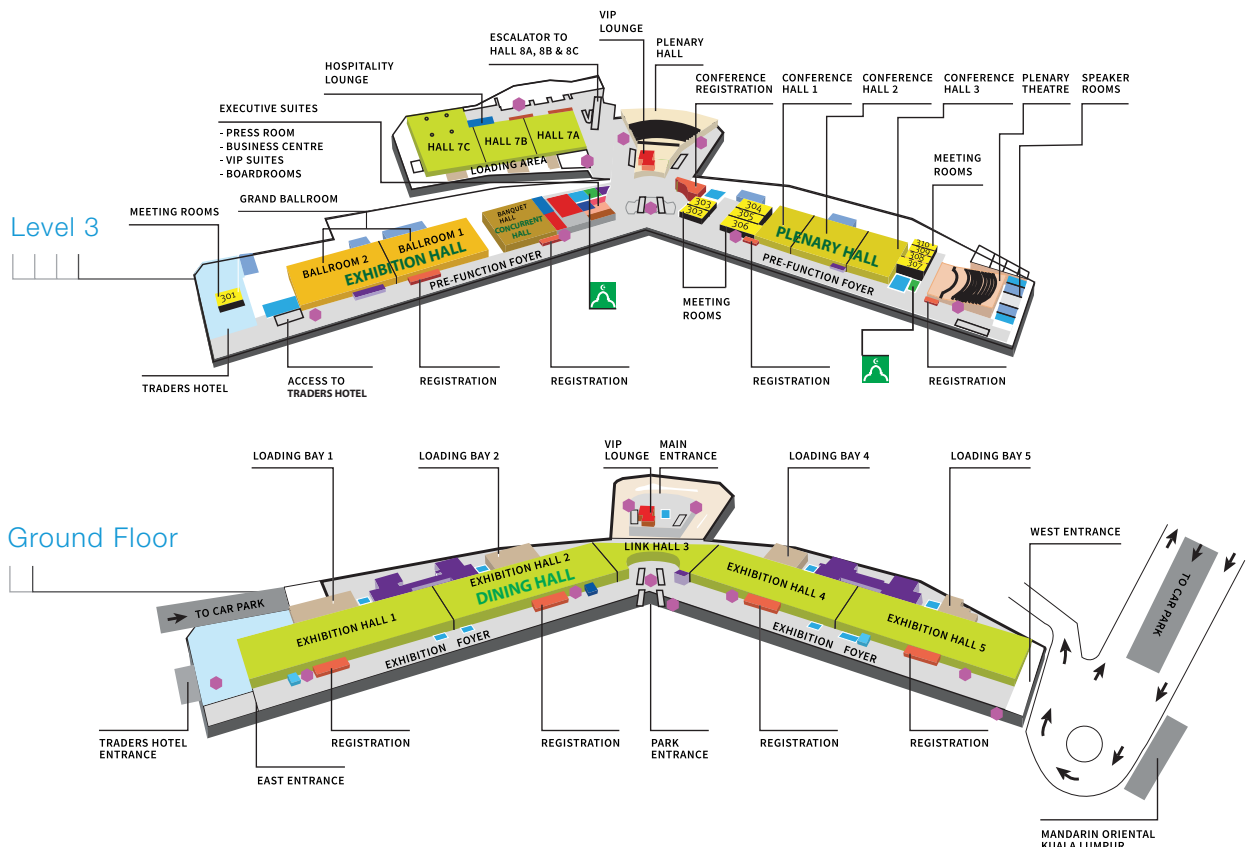 VIP
LOUNGE
ESCALATOR TO
HALL 8A, 8B & 8C
PLENARY
HALL
HOSPITALITY
LOUNGE
CONFERENCE
REGISTRATION
CONFERENCE
HALL 1
CONFERENCE
HALL 2
CONFERENCE
HALL 3
PLENARY
THEATRE
SPEAKER
ROOMS
EXECUTIVE SUITES
- PRESS ROOM
- BUSINESS CENTRE
- VIP SUITES
- BOARDROOMS
HALL 7C
HALL 7B
HALL 7A
LOADING AREA
MEETING
ROOMS
GRAND BALLROOM
MEETING ROOMS
Level 3
BALLROOM 2
BALLROOM 1
EXHIBITION HALL
BANQUET
HALL
CONCURRENT
HALL
303
302
304
305
306
PLENARY HALL
310
309
308
307
301
PRE-FUNCTION FOYER
PRE-FUNCTION FOYER
MEETING
ROOMS
TRADERS HOTEL
ACCESS TO
TRADERS HOTEL
REGISTRATION
REGISTRATION
REGISTRATION
REGISTRATION
LOADING BAY 1
LOADING BAY 2
VIP
LOUNGE
MAIN
ENTRANCE
LOADING BAY 4
LOADING BAY 5
Ground Floor
WEST ENTRANCE
LINK HALL 3
EXHIBITION HALL 2
DINING HALL
EXHIBITION HALL 4
TO CAR PARK
TO CAR PARK
EXHIBITION HALL 1
EXHIBITION HALL 5
EXHIBITION FOYER
EXHIBITION FOYER
TRADERS HOTEL
ENTRANCE
REGISTRATION
REGISTRATION
PARK
ENTRANCE
REGISTRATION
REGISTRATION
EAST ENTRANCE
MANDARIN ORIENTAL
KUALA LUMPUR